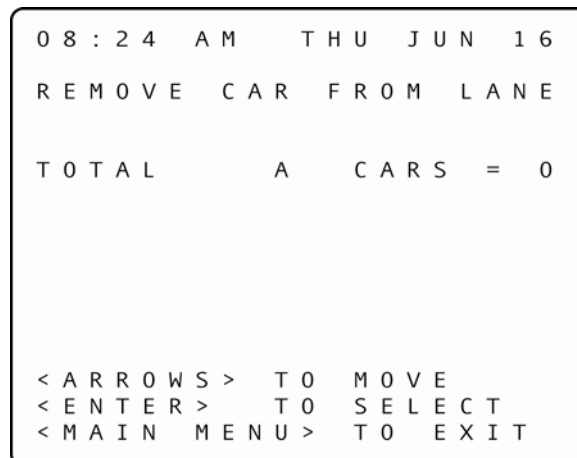 08:24 AM THU JUN 16
REMOVE CAR FROM LANE
TOTAL A CARS = 0
<ARROWS> TO MOVE
<ENTER> TO SELECT
<MAIN MENU> TO EXIT